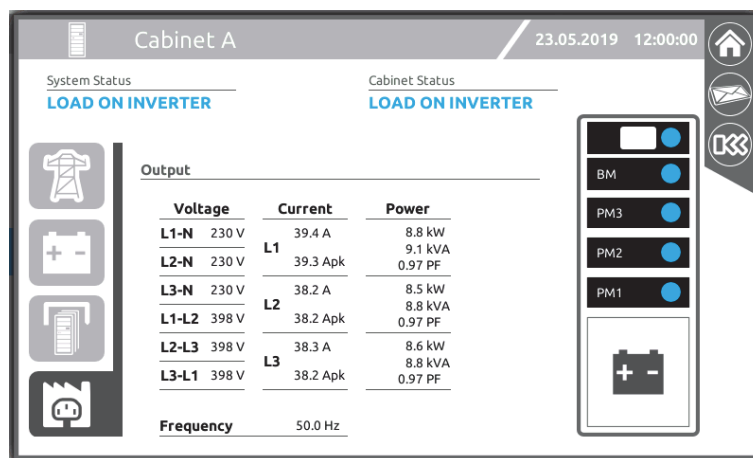 Cabinet A
23.05.2019 12:00:00
System Status
LOAD ON INVERTER
Cabinet Status
LOAD ON INVERTER
Output
Voltage Current Power
L1-N 230 V
L2-N 230 V
L3-N 230 V
L1-L2 398 V
L2-L3 398 V
L3-L1 398 V
L1
39.4 A
39.3 Apk
L2
38.2 A
38.2 Apk
L3
38.3 A
38.2 Apk
8.8 kW
9.1 kVA
0.97 PF
8.5 kW
8.8 kVA
0.97 PF
8.6 kW
8.8 kVA
0.97 PF
Frequency 50.0 Hz
BM
PM3
PM2
PM1
+ -
+ -